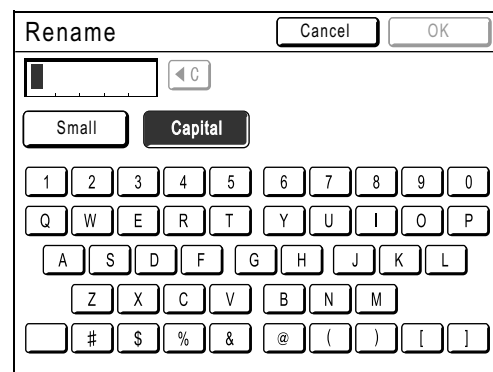 Rename Cancel OK
C
Small Capital
1 2 3 4 5 6 7 8 9 0
Q W E R T Y U I O P
A S D F G H J K L
Z X C V B N M
# $ % & @ ( ) [ ]